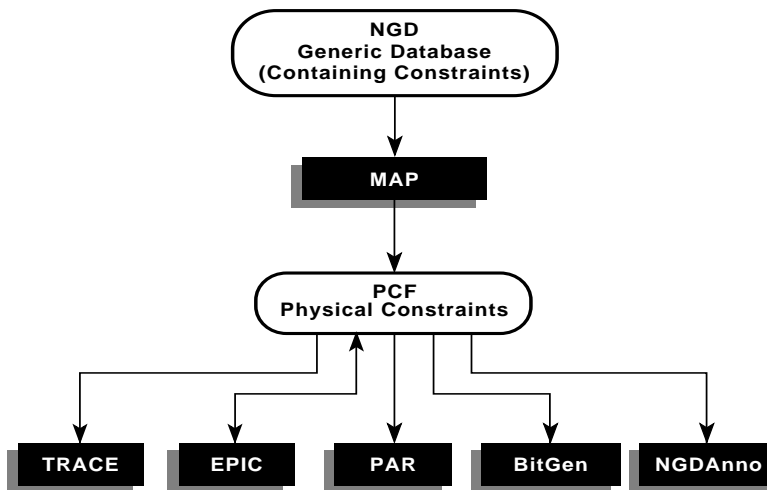 NGD
Generic Database
(Containing Constraints)
MAP
PCF
Physical Constraints
TRACE
EPIC
PAR
BitGen
NGDAnno